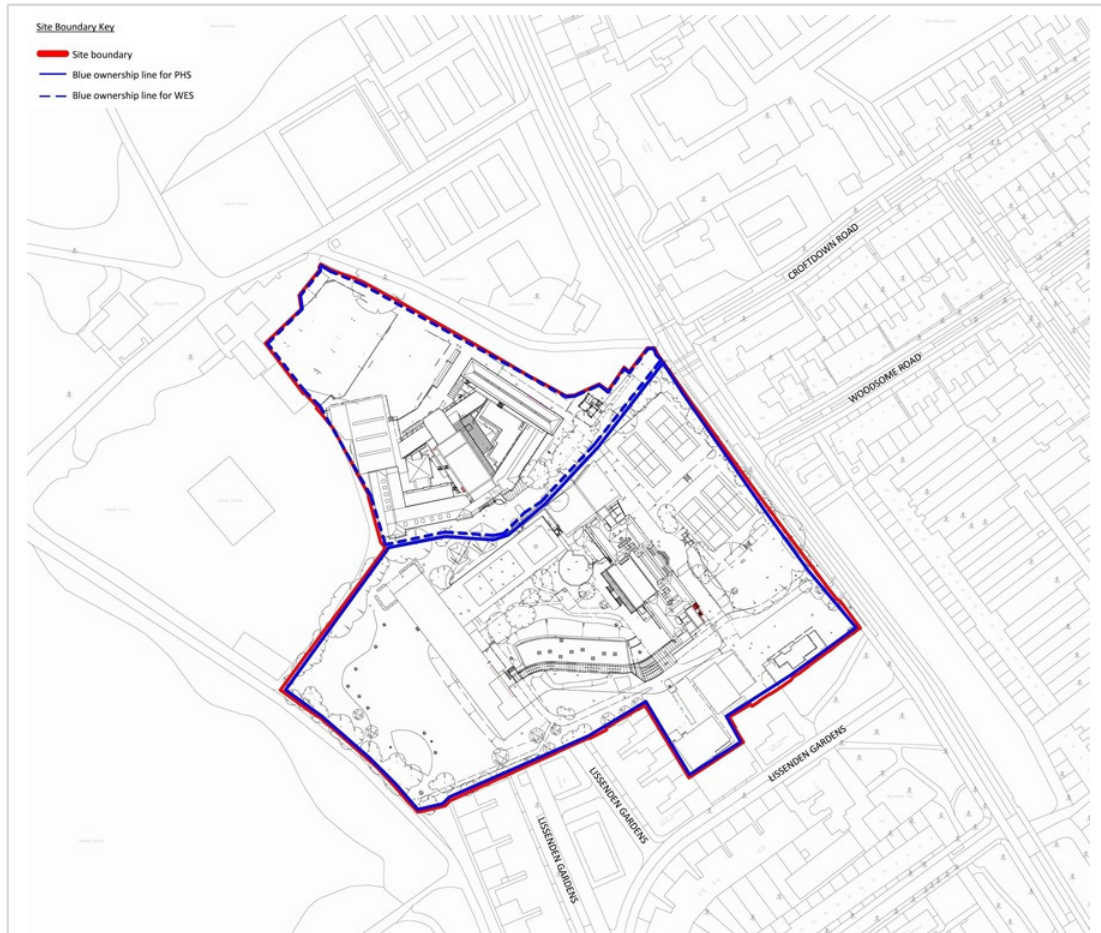 Site Boundary Key
Site boundary
Blue ownership line for PHS
Blue ownership line for WES
CROFTDOWN ROAD
WOODSOME ROAD
LISSENDEN GARDENS
LISSENDEN GARDENS
LISSENDEN GARDENS